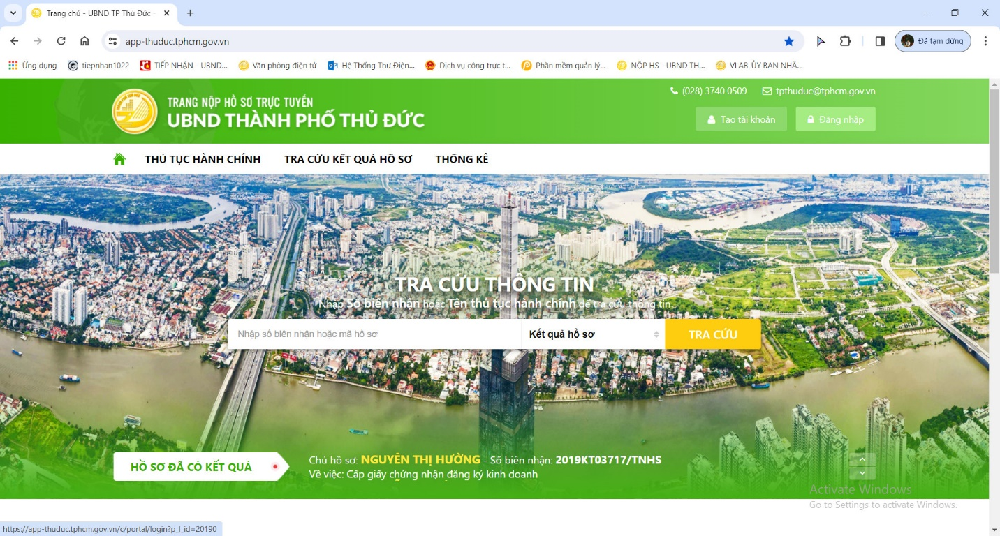 Trang chủ - UBND TP Thủ Đức
app-thuduc.tphcm.gov.vn
Đã tạm dừng
Ứng dụng
tiepnhan1022
TIẾP NHẬN - UBND...
Văn phòng điện tử
Hệ Thống Thư Điện...
Dịch vụ công trực t...
Phần mềm quản lý...
NỘP HS - UBND TH...
VLAB-ỦY BAN NHÂ...
(028) 3740 0509
tpthuduc@tphcm.gov.vn
TRANG NỘP HỒ SƠ TRỰC TUYẾN
UBND THÀNH PHỐ THỦ ĐỨC
Tạo tài khoản
Đăng nhập
THỦ TỤC HÀNH CHÍNH
TRA CỨU KẾT QUẢ HỒ SƠ
THỐNG KÊ
TRA CỨU THÔNG TIN
Nhập Số biên nhận hoặc Tên thủ tục hành chính để tra cứu thông tin
Nhập số biên nhận hoặc mã hồ sơ
Kết quả hồ sơ
TRA CỨU
HỒ SƠ ĐÃ CÓ KẾT QUẢ
Chủ hồ sơ: NGUYỄN THỊ HƯỜNG - Số biên nhận: 2019KT03717/TNHS
Về việc: Cấp giấy chứng nhận đăng ký kinh doanh
Activate Windows
Go to Settings to activate Windows.
https://app-thuduc.tphcm.gov.vn/c/portal/login?p_l_id=20190